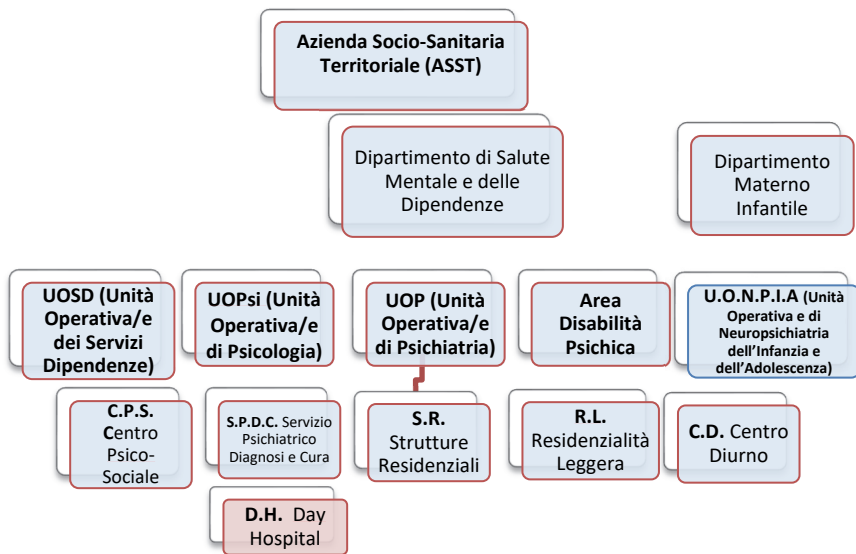 Azienda Socio-Sanitaria
Territoriale (ASST)
Dipartimento di Salute
Mentale e delle
Dipendenze
Dipartimento
Materno
Infantile
UOSD (Unità
Operativa/e
dei Servizi
Dipendenze)
UOPsi (Unità
Operativa/e
di Psicologia)
UOP (Unità
Operativa/e
di Psichiatria)
Area
Disabilità
Psichica
U.O.N.P.I.A (Unità
Operativa e di
Neuropsichiatria
dell'Infanzia e
dell'Adolescenza)
C.P.S.
Centro
Psico-
Sociale
S.P.D.C. Servizio
Psichiatrico
Diagnosi e Cura
S.R.
Strutture
Residenziali
R.L.
Residenzialità
Leggera
C.D. Centro
Diurno
D.H. Day
Hospital